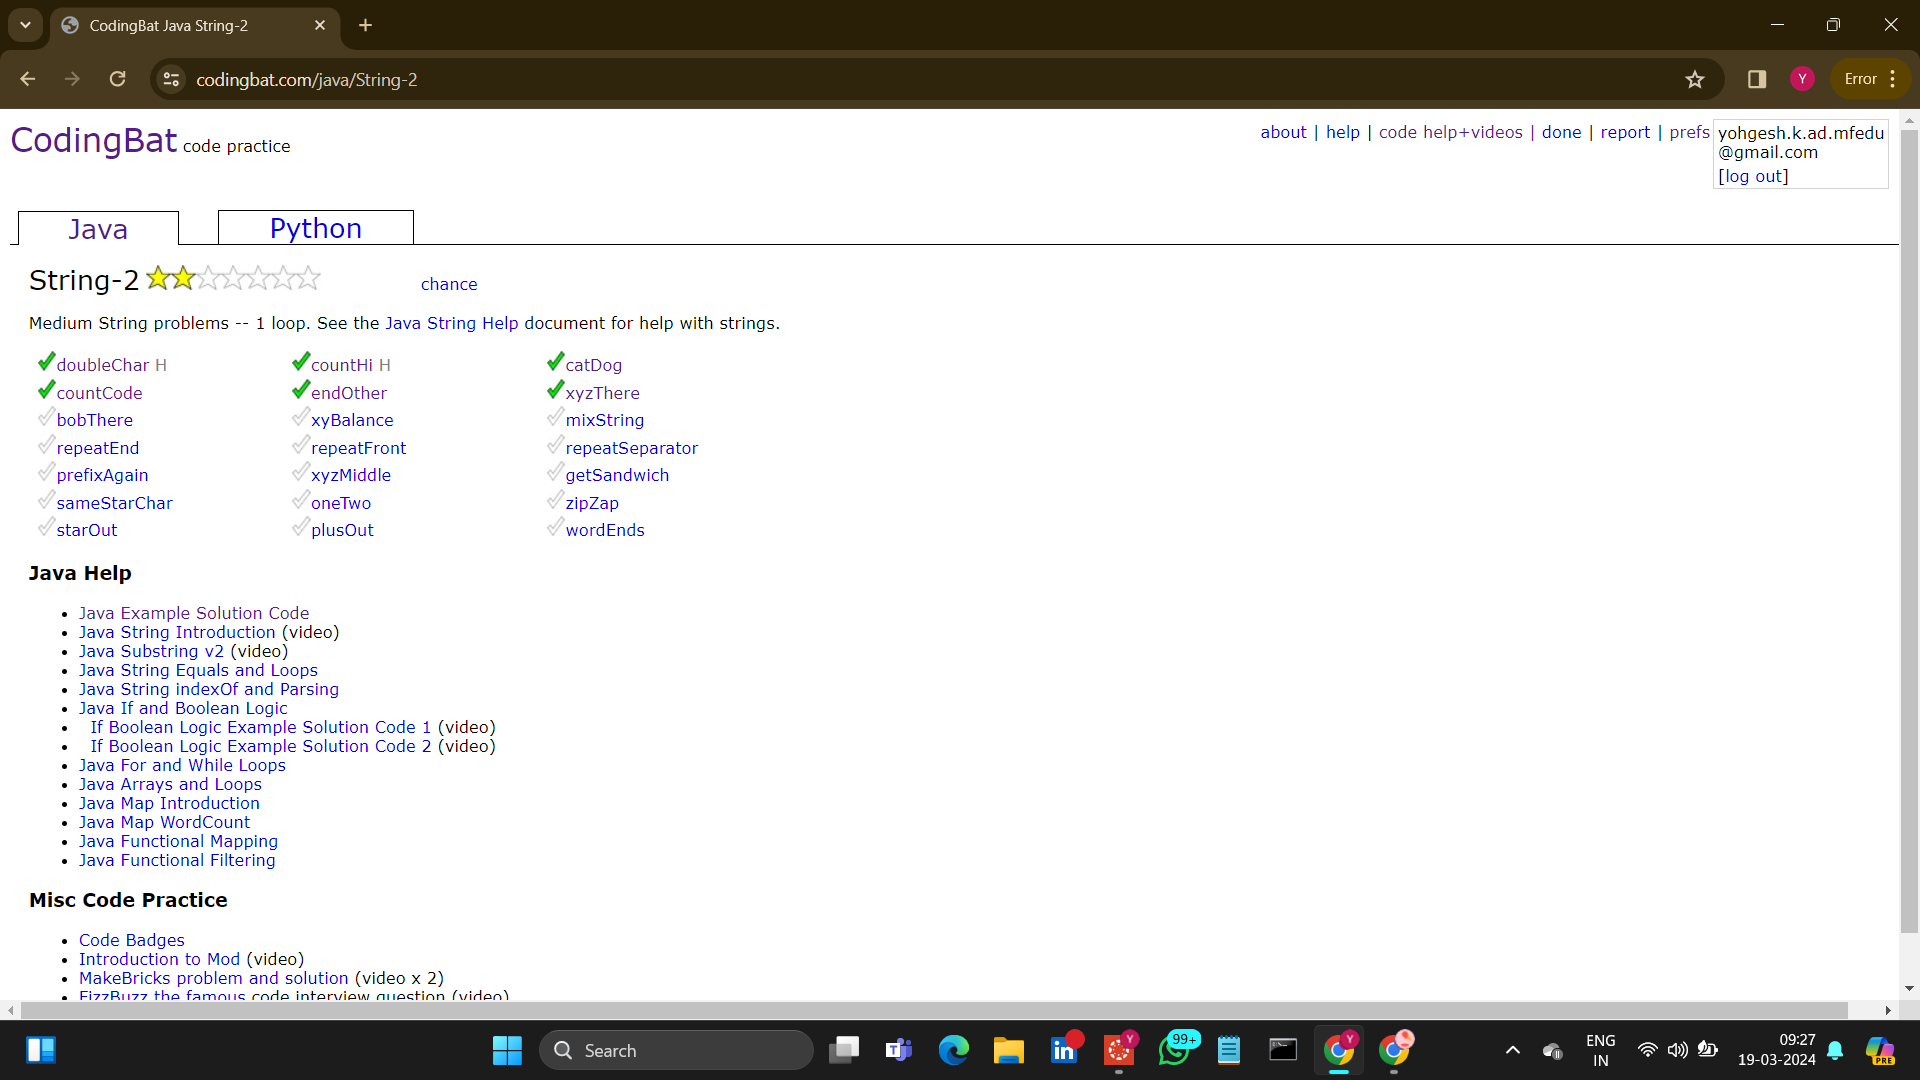 CodingBat Java String-2
codingbat.com/java/String-2
Y
Error
CodingBat code practice
about | help | code help+videos | done | report | prefs
yohgesh.k.ad.mfedu
@gmail.com
[log out]
Java
Python
String-2
chance
Medium String problems -- 1 loop. See the Java String Help document for help with strings.
doubleChar H countHi H catDog
countCode endOther xyzThere
bobThere xyBalance mixString
repeatEnd repeatFront repeatSeparator
prefixAgain xyzMiddle getSandwich
sameStarChar oneTwo zipZap
starOut plusOut wordEnds
Java Help
Java Example Solution Code
Java String Introduction (video)
Java Substring v2 (video)
Java String Equals and Loops
Java String indexOf and Parsing
Java If and Boolean Logic
If Boolean Logic Example Solution Code 1 (video)
If Boolean Logic Example Solution Code 2 (video)
Java For and While Loops
Java Arrays and Loops
Java Map Introduction
Java Map WordCount
Java Functional Mapping
Java Functional Filtering
Misc Code Practice
Code Badges
Introduction to Mod (video)
MakeBricks problem and solution (video x 2)
FizzBuzz the famous code interview question (video)
Search
99+
ENG
IN
09:27
19-03-2024
PRE